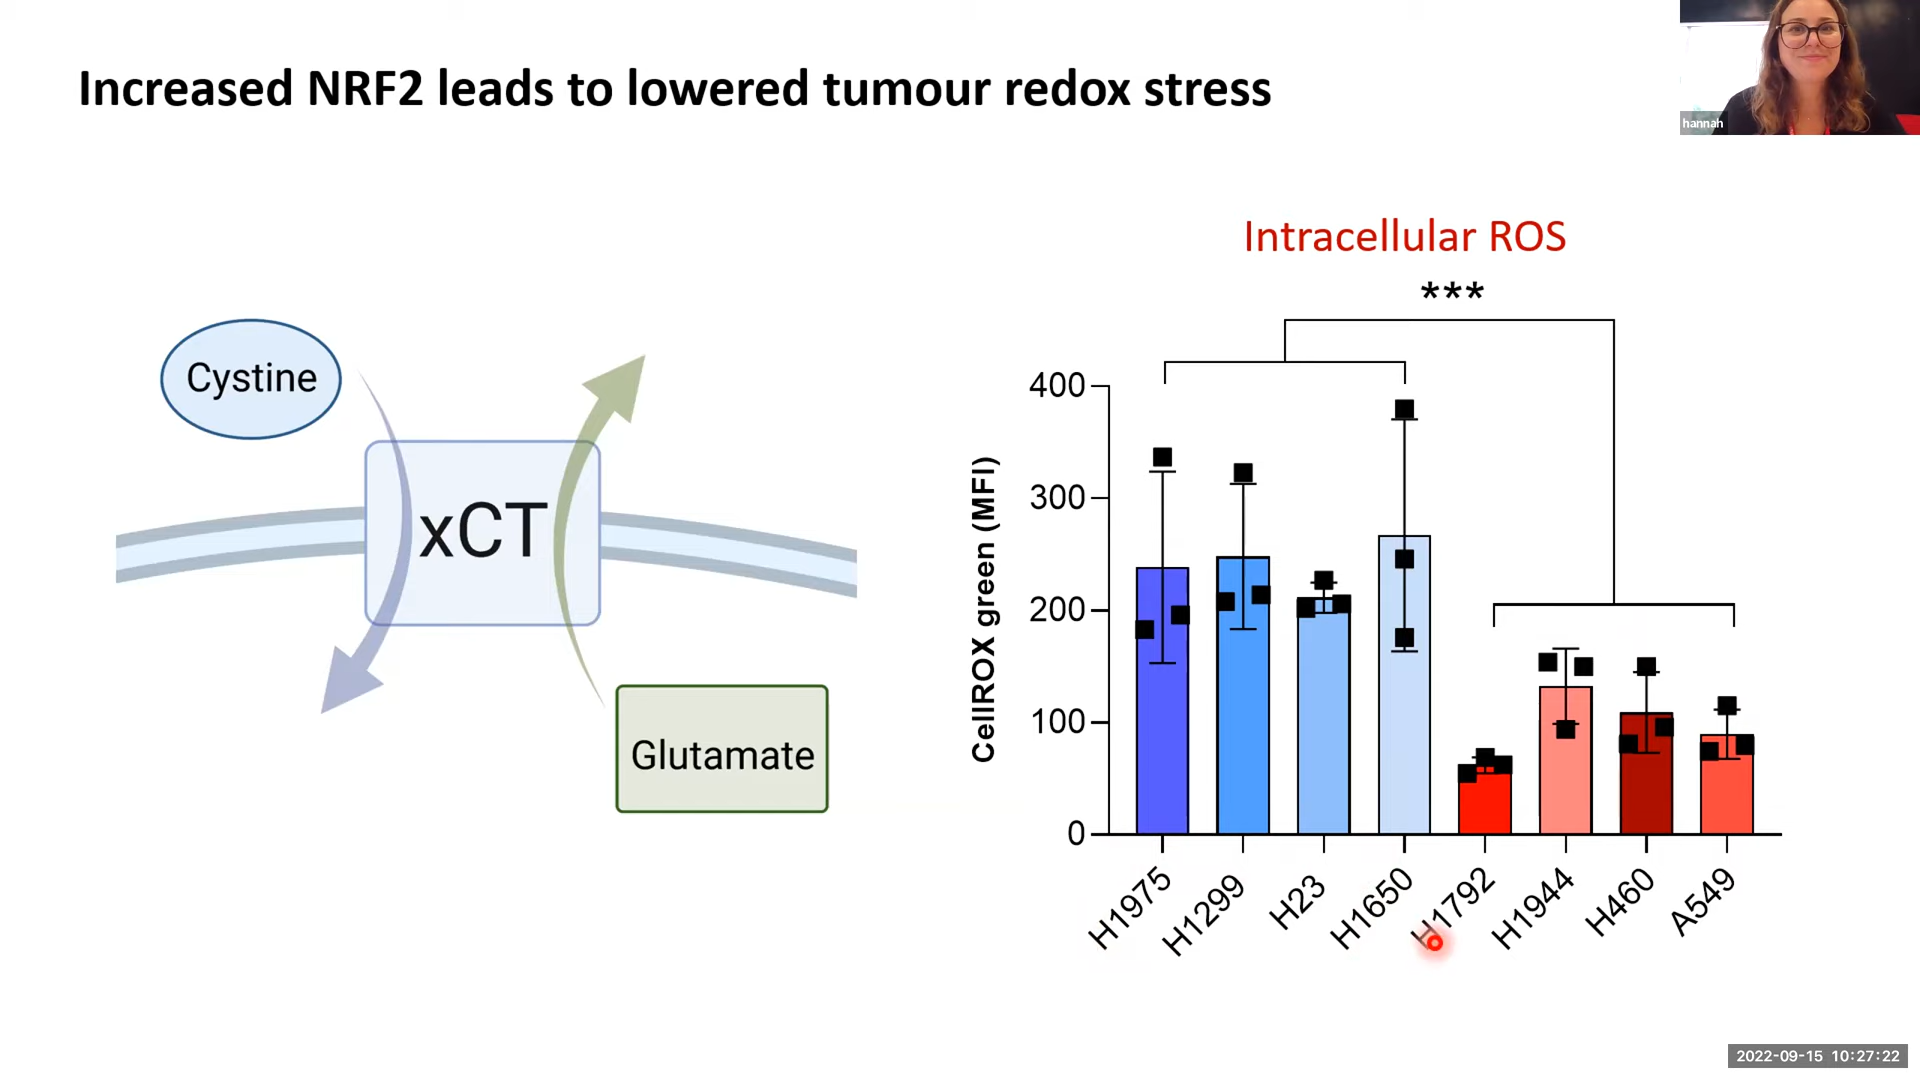 Increased NRF2 leads to lowered tumour redox stress
hannah
Cystine
xCT
Glutamate
Intracellular ROS
***
CellROX green (MFI)
400
300
200
100
0
H1975
H1299
H23
H1650
H1792
H1944
H460
A549
2022-09-15 10:27:22